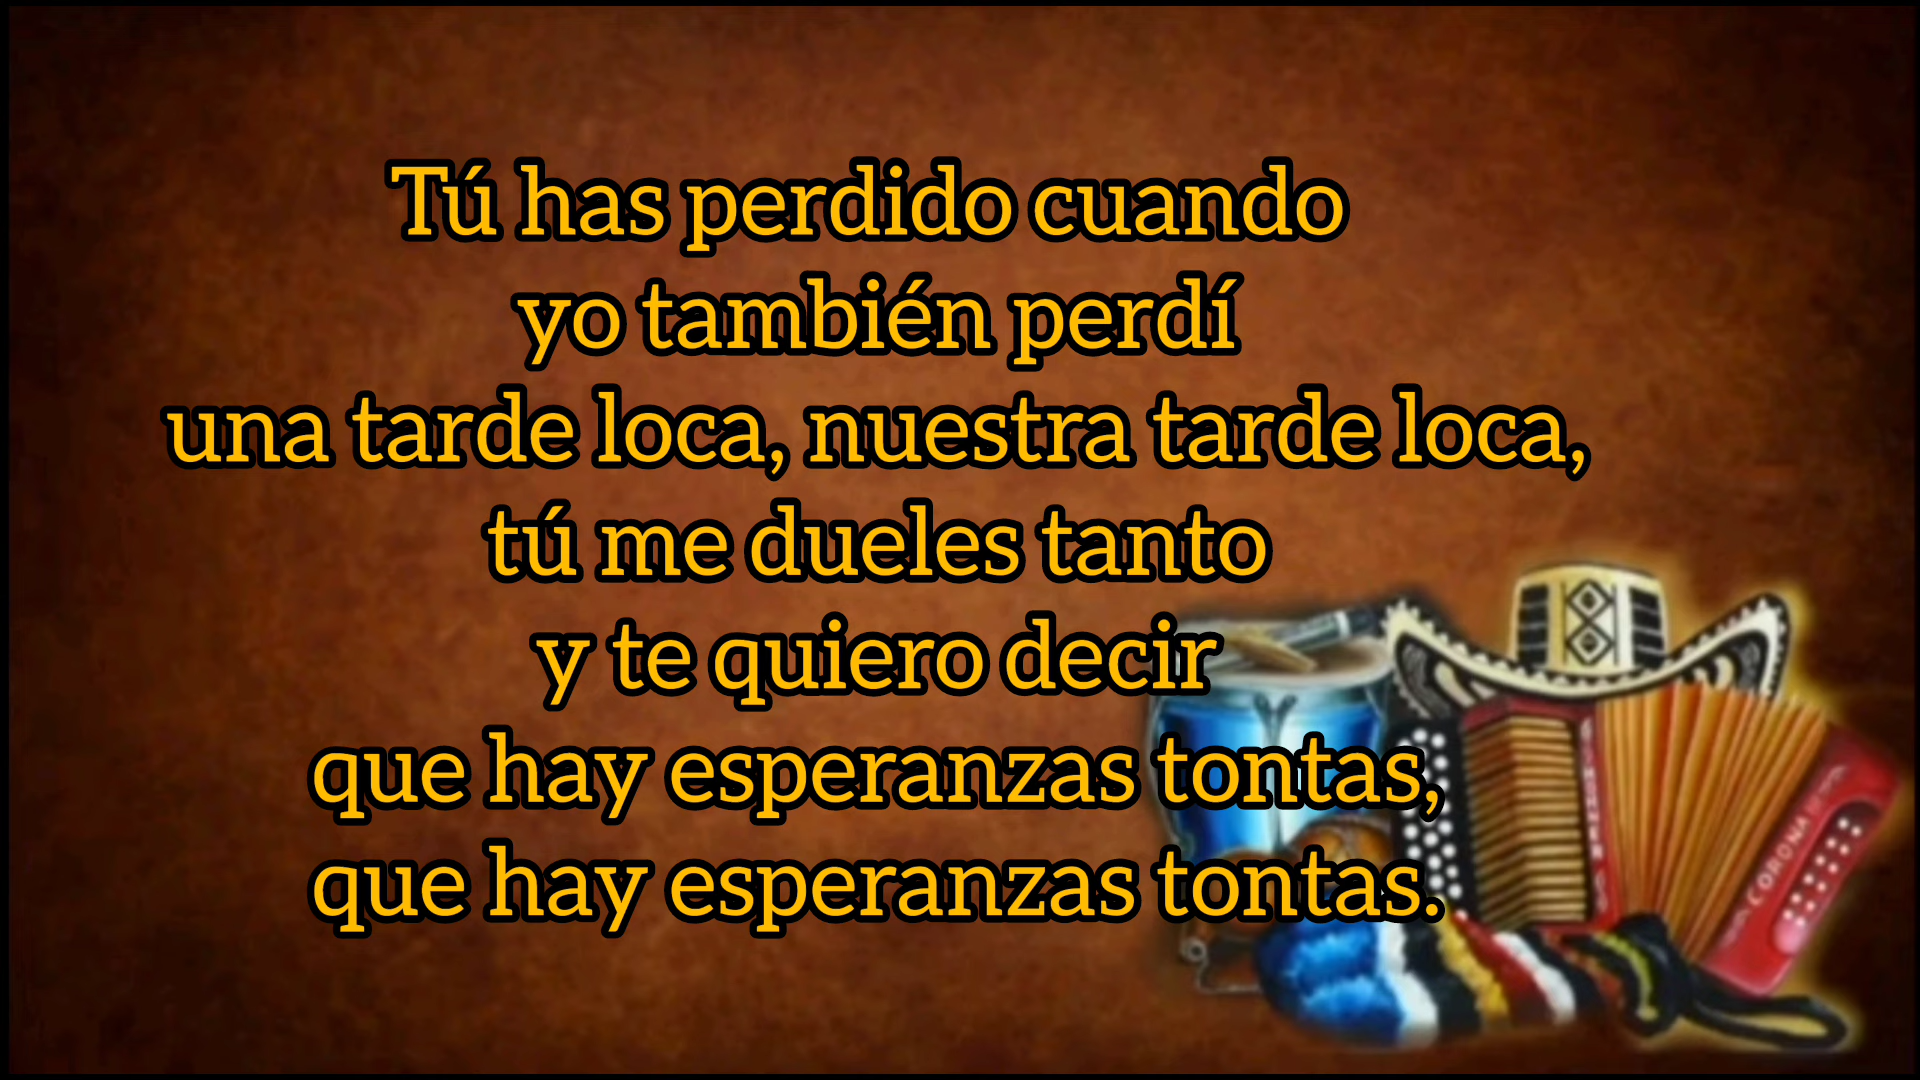 Tú has perdido cuando
yo también perdí
una tarde loca, nuestra tarde loca,
tú me dueles tanto
y te quiero decir
que hay esperanzas tontas,
que hay esperanzas tontas.
CORONA